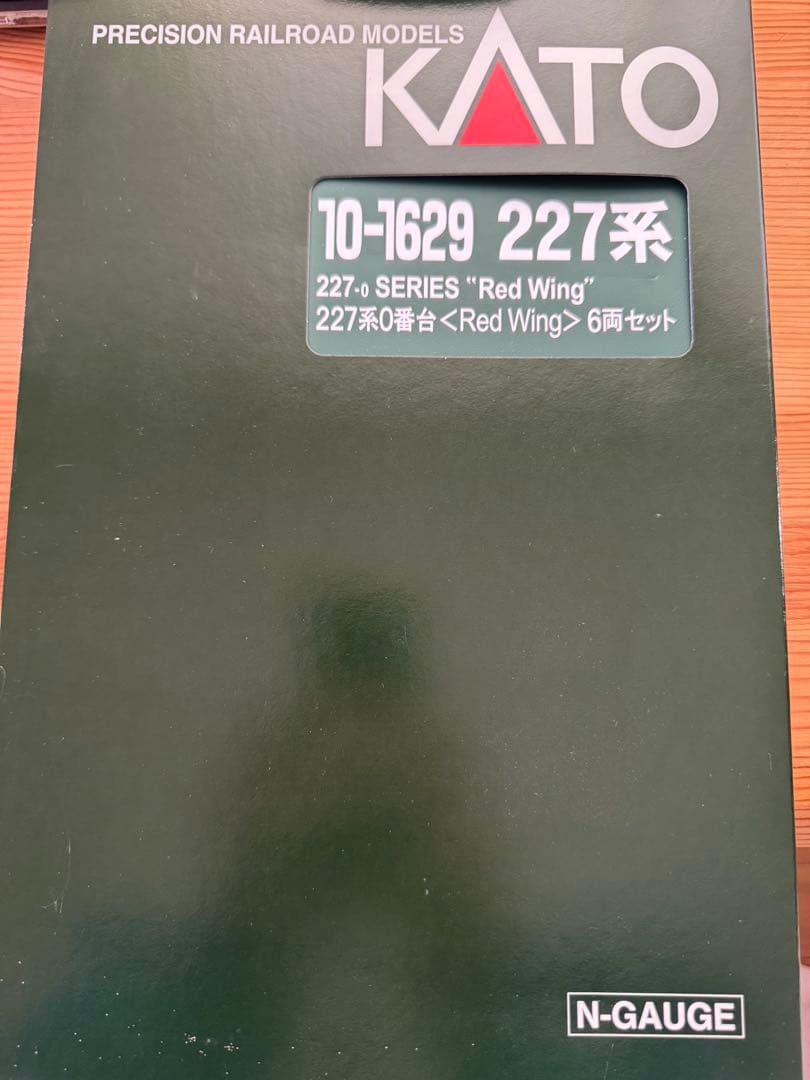 PRECISION RAILROAD MODELS
KATO
10-1629 227系
227-0 SERIES “Red Wing”
227系0番台＜Red Wing＞6両セット
N-GAUGE